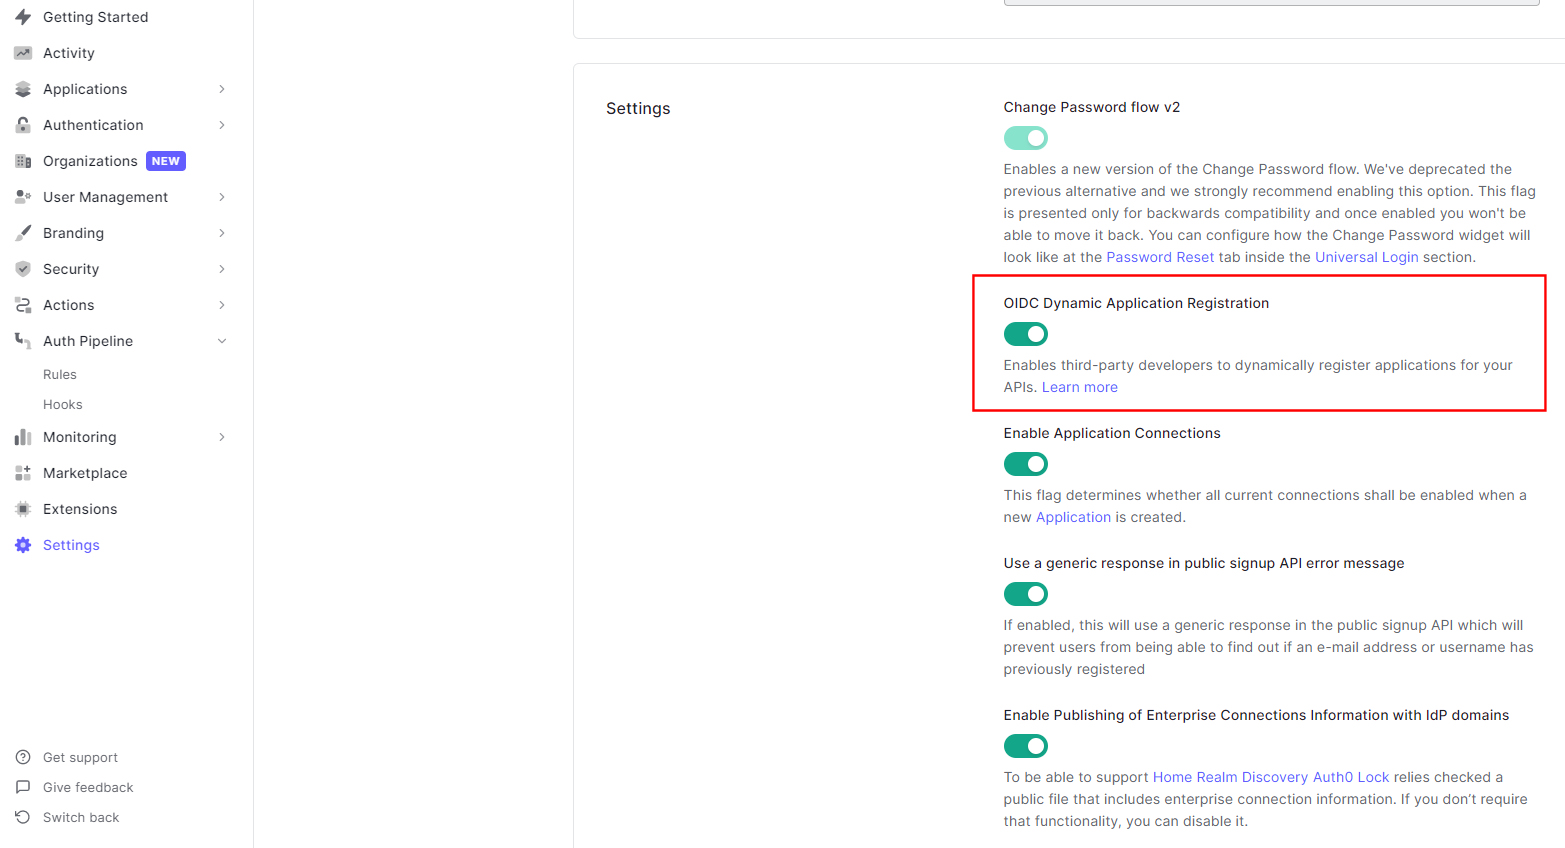 Getting Started
Activity
Applications
Authentication
Organizations NEW
User Management
Branding
Security
Actions
Auth Pipeline
Rules
Hooks
Monitoring
Marketplace
Extensions
Settings
Get support
Give feedback
Switch back
Settings
Change Password flow v2
Enables a new version of the Change Password flow. We've deprecated the
previous alternative and we strongly recommend enabling this option. This flag
is presented only for backwards compatibility and once enabled you won't be
able to move it back. You can configure how the Change Password widget will
look like at the Password Reset tab inside the Universal Login section.
OIDC Dynamic Application Registration
Enables third-party developers to dynamically register applications for your
APIs. Learn more
Enable Application Connections
This flag determines whether all current connections shall be enabled when a
new Application is created.
Use a generic response in public signup API error message
If enabled, this will use a generic response in the public signup API which will
prevent users from being able to find out if an e-mail address or username has
previously registered
Enable Publishing of Enterprise Connections Information with IdP domains
To be able to support Home Realm Discovery Auth0 Lock relies checked a
public file that includes enterprise connection information. If you don’t require
that functionality, you can disable it.